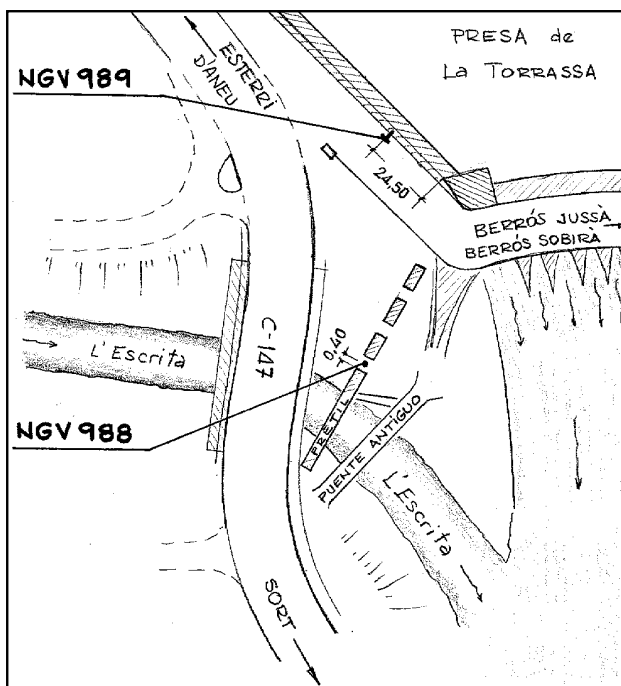 PRESA de
La TORRASSA
ESTERRI
D'ANEU
NGV 989
24,50
BERRÓS JUSSÀ
BERRÓS SOBIRÀ
C-147
L'Escrita
0,40
NGV 988
PRETIL
PUENTE ANTIGUO
L'Escrita
SORT